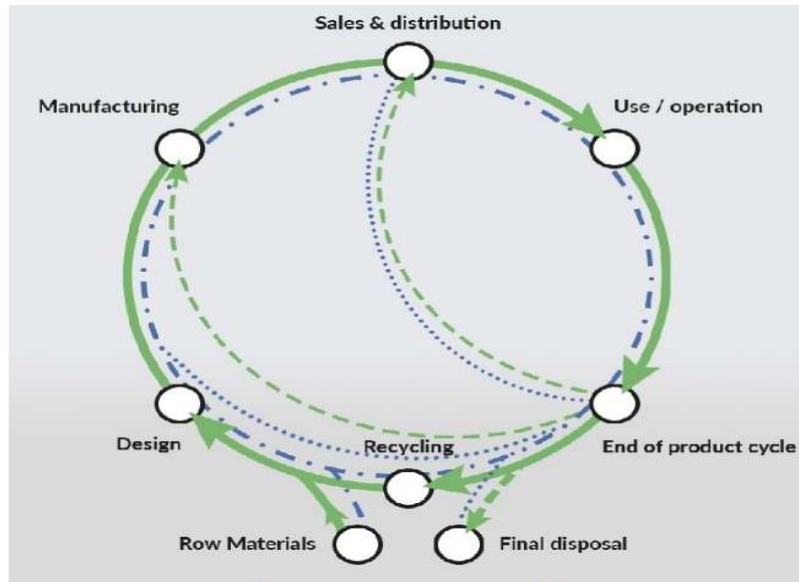 Sales & distribution
Manufacturing
Use / operation
Design
Recycling
End of product cycle
Row Materials
Final disposal